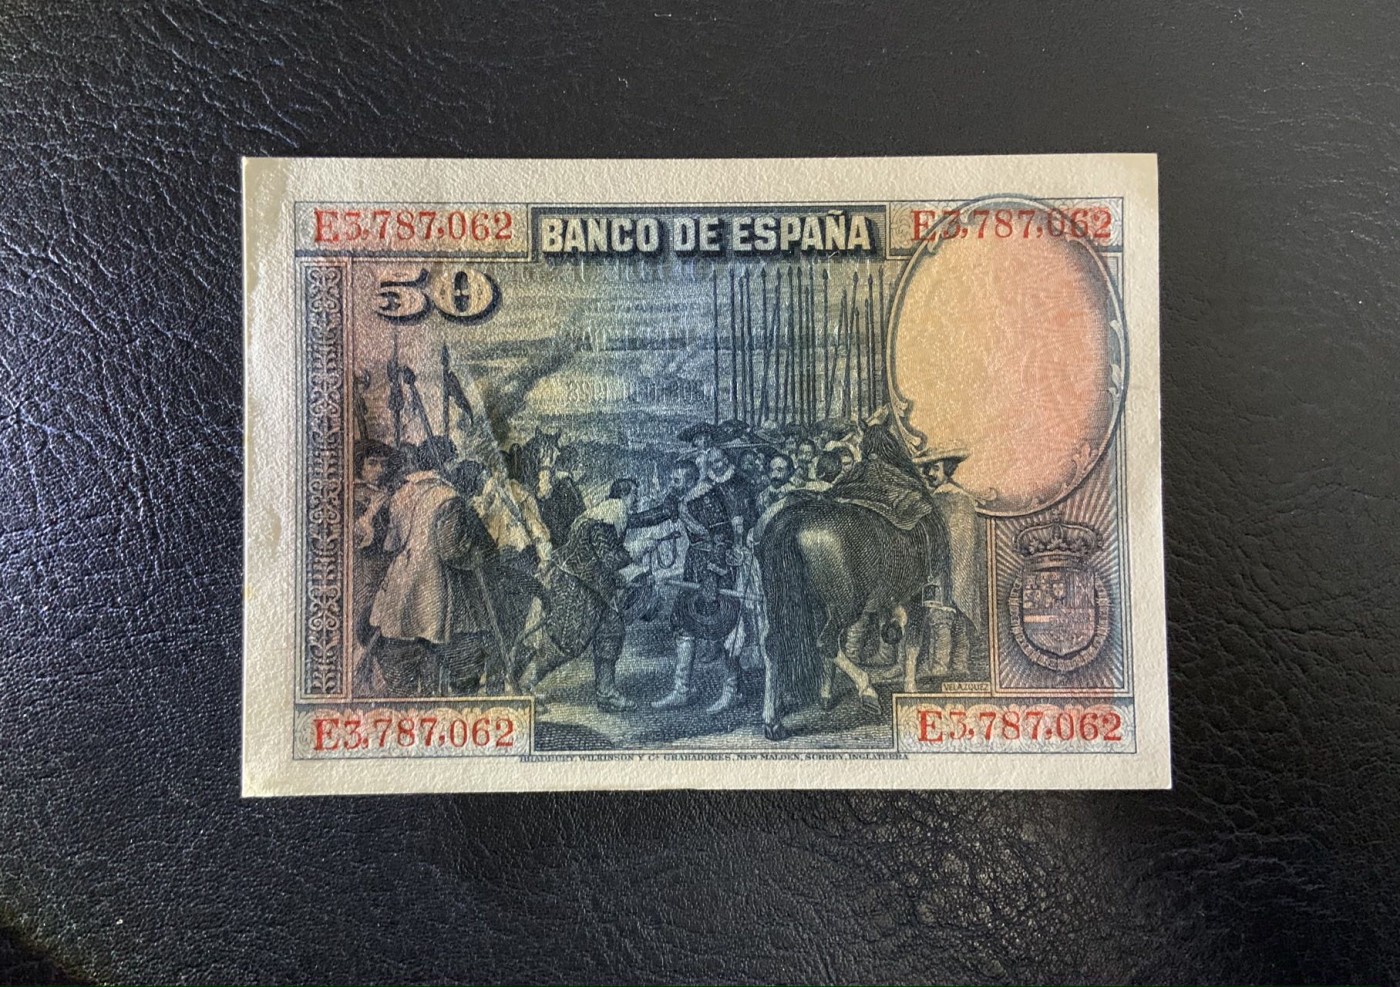 E3,787,062 BANCO DE ESPAÑA E3,787,062
50
VELAZQUEZ
E3,787,062 E3,787,062
BRADBURY, WILKINSON Y Cª GRABADORES, NEW MALDEN, SURREY, INGLATERRA